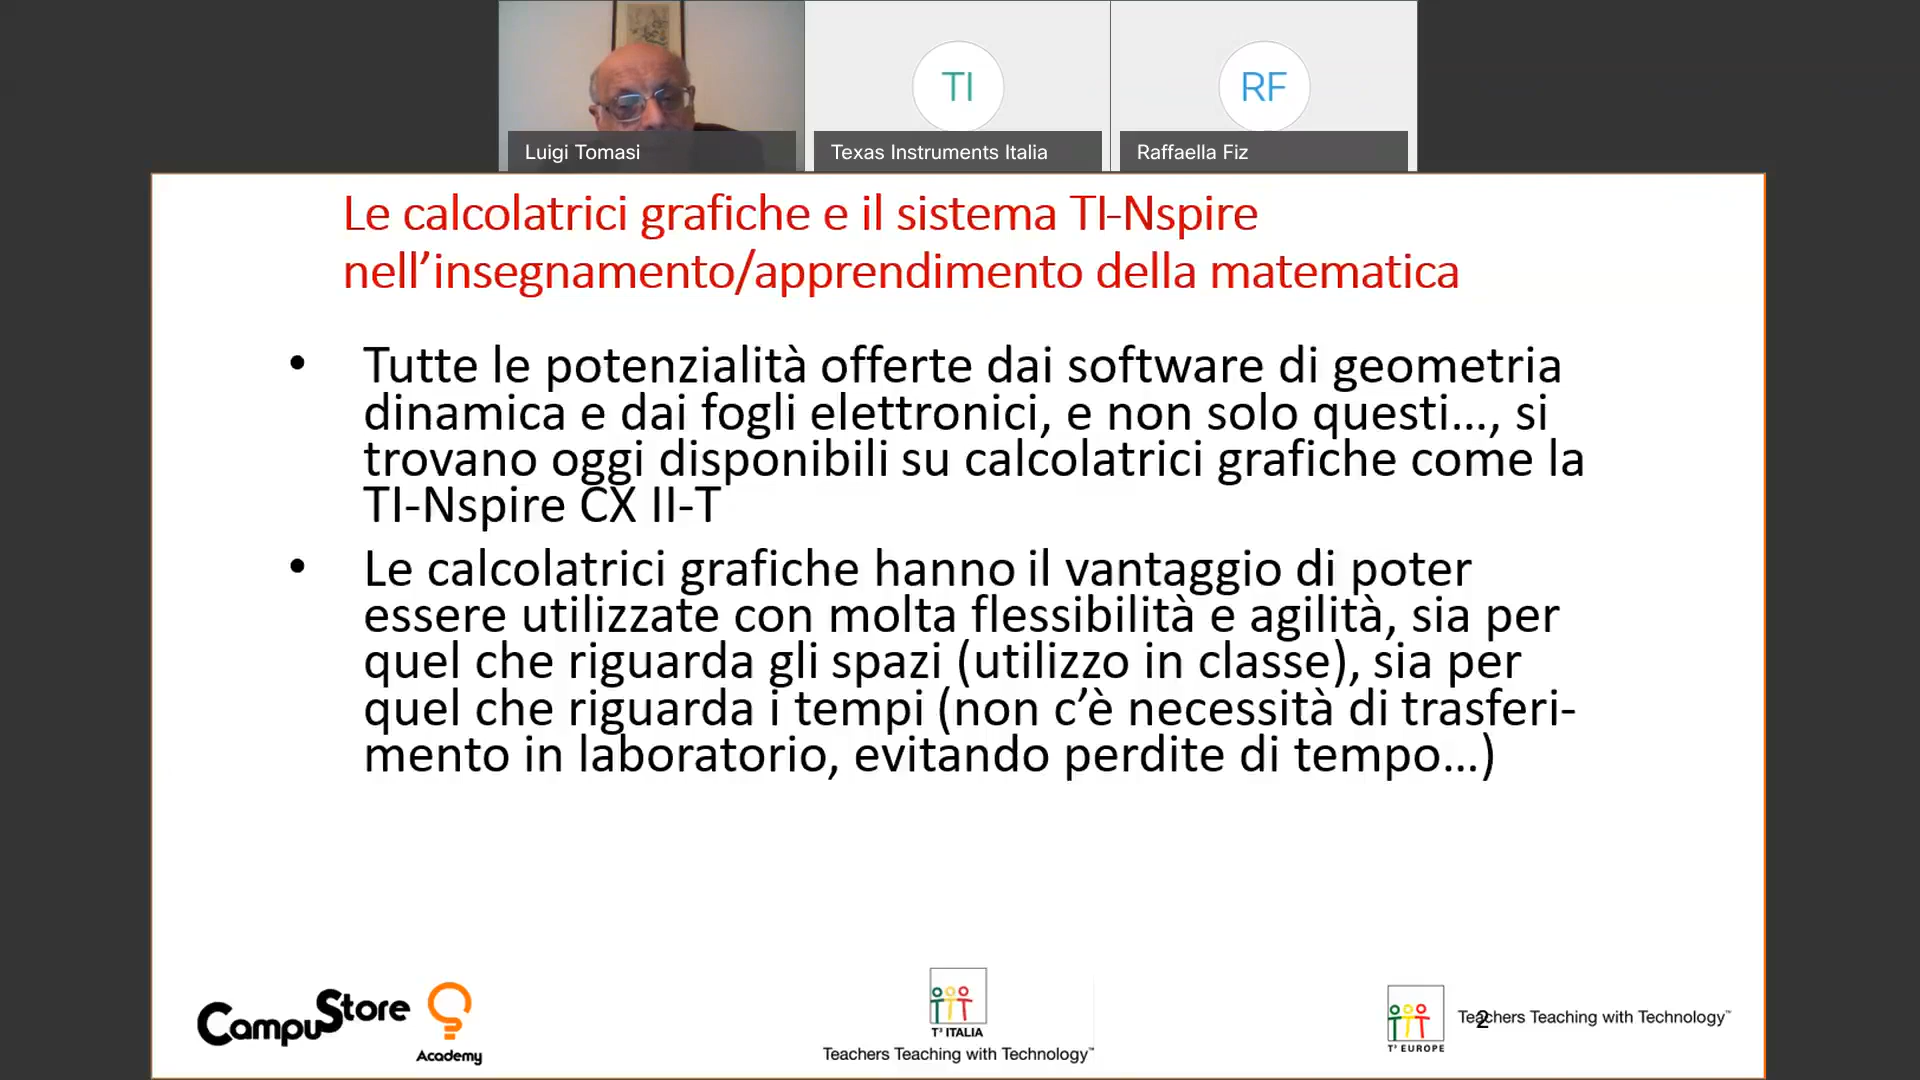 TI
RF
Luigi Tomasi
Texas Instruments Italia
Raffaella Fiz
Le calcolatrici grafiche e il sistema TI-Nspire
nell’insegnamento/apprendimento della matematica
• Tutte le potenzialità offerte dai software di geometria
dinamica e dai fogli elettronici, e non solo questi…, si
trovano oggi disponibili su calcolatrici grafiche come la
TI-Nspire CX II-T
• Le calcolatrici grafiche hanno il vantaggio di poter
essere utilizzate con molta flessibilità e agilità, sia per
quel che riguarda gli spazi (utilizzo in classe), sia per
quel che riguarda i tempi (non c’è necessità di trasferi-
mento in laboratorio, evitando perdite di tempo…)
CampuStore
Academy
T³ ITALIA
Teachers Teaching with Technology™
T³ EUROPE
Teachers Teaching with Technology™
2